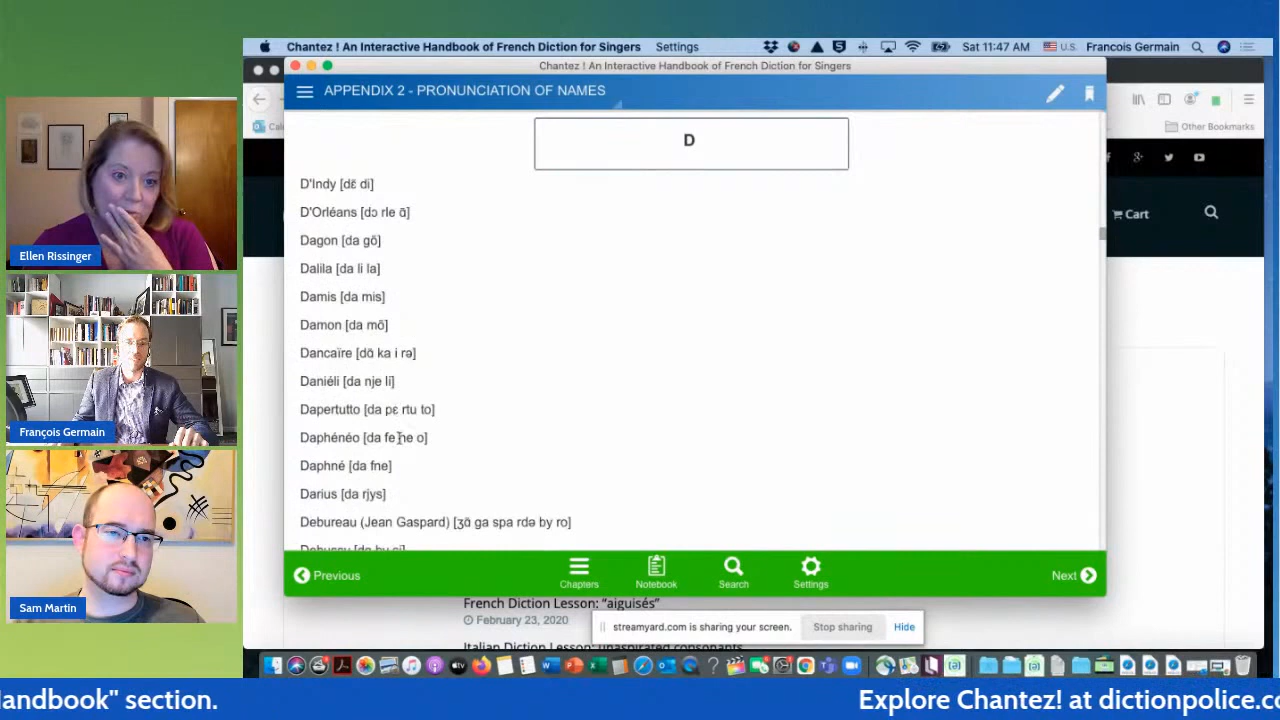 Chantez ! An Interactive Handbook of French Diction for Singers Settings U.S. Sat 11:47 AM Francois Germain
Chantez ! An Interactive Handbook of French Diction for Singers
APPENDIX 2 - PRONUNCIATION OF NAMES
Other Bookmarks
D
D'Indy [dɛ̃ di]
D'Orléans [dɔ rle ɑ̃]
Dagon [da gõ]
Dalila [da li la]
Damis [da mis]
Damon [da mõ]
Dancaïre [dɑ̃ ka i rə]
Daniéli [da nje li]
Dapertutto [da pɛ rtu to]
Daphénéo [da fe ne o]
Daphné [da fne]
Darius [da rjys]
Debureau (Jean Gaspard) [ʒɑ̃ ga spa rdə by ro]
Cart
Previous
Chapters
Notebook
Search
Settings
Next
French Diction Lesson: “aiguisés”
February 23, 2020
streamyard.com is sharing your screen. Stop sharing Hide
Ellen Rissinger
François Germain
Sam Martin
Handbook" section. Explore Chantez! at dictionpolice.co